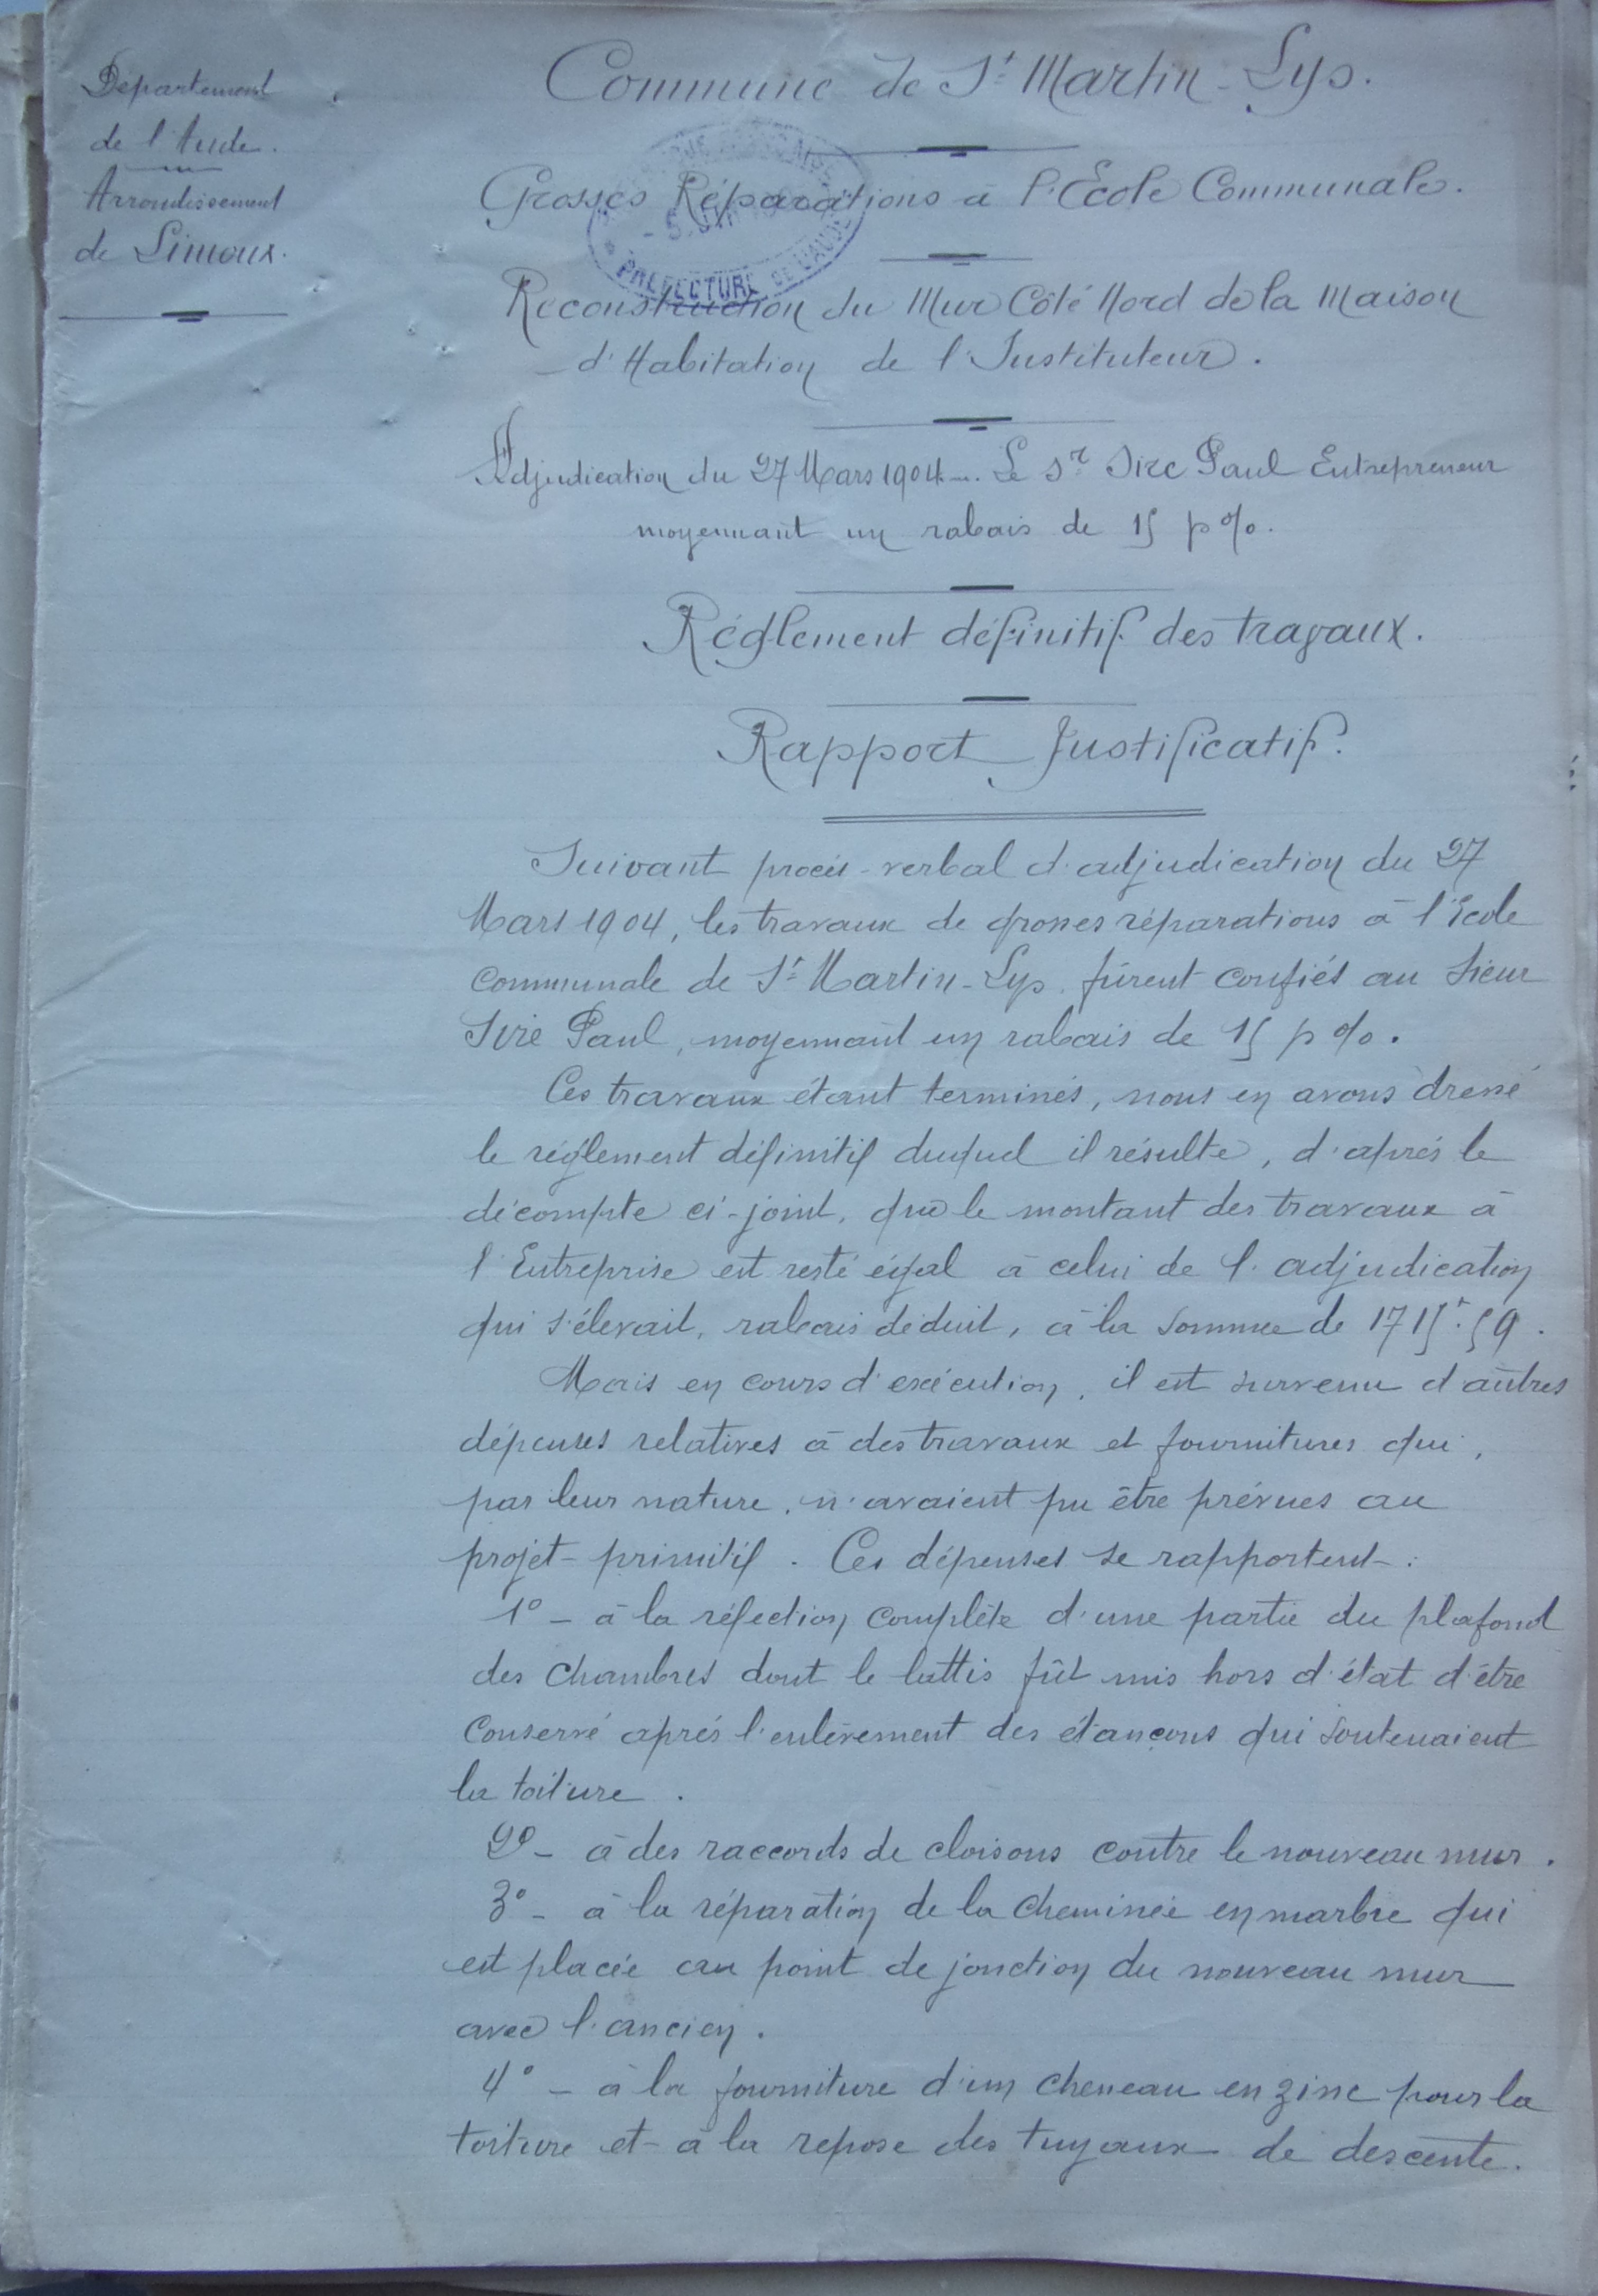 Département
de l'Aude.
Arrondissement
de Limoux.
Commune de St Martin-Lys.
Grosses Réparations à l'Ecole Communale.
PRÉFECTURE DE L'AUDE
Reconstruction du Mur Côté Nord de la Maison
d'Habitation de l'Instituteur.
Adjudication du 27 Mars 1904 -. Le Sr Sire Paul Entrepreneur
moyennant un rabais de 15 p %.
Réglement définitif des travaux.
Rapport Justificatif.
Suivant procès-verbal d'adjudication du 27
Mars 1904, les travaux de grosses réparations à l'école
communale de St Martin-Lys, fûrent confiés au Sieur
Sire Paul, moyennant un rabais de 15 p %.
Ces travaux étant terminés, nous en avons dressé
le réglement définitif duquel il résulte, d'après le
décompte ci-joint, que le montant des travaux à
l'Entreprise est resté égal à celui de l'adjudication
qui s'élevait, rabais déduit, à la somme de 1715f.59.
Mais en cours d'exécution, il est survenu d'autres
dépenses relatives à des travaux et fournitures qui,
par leur nature, n'avaient pu être prévues au
projet primitif. Ces dépenses se rapportent :
1° - à la réfection complète d'une partie du plafond
des chambres dont le lattis fût mis hors d'état d'être
conservé après l'enlèvement des étançons qui soutenaient
la toiture.
2° - à des raccords de cloisons contre le nouveau mur.
3° - à la réparation de la cheminée en marbre qui
est placée au point de jonction du nouveau mur
avec l'ancien.
4° - à la fourniture d'un cheneau en zinc pour la
toiture et à la repose des tuyaux de descente.